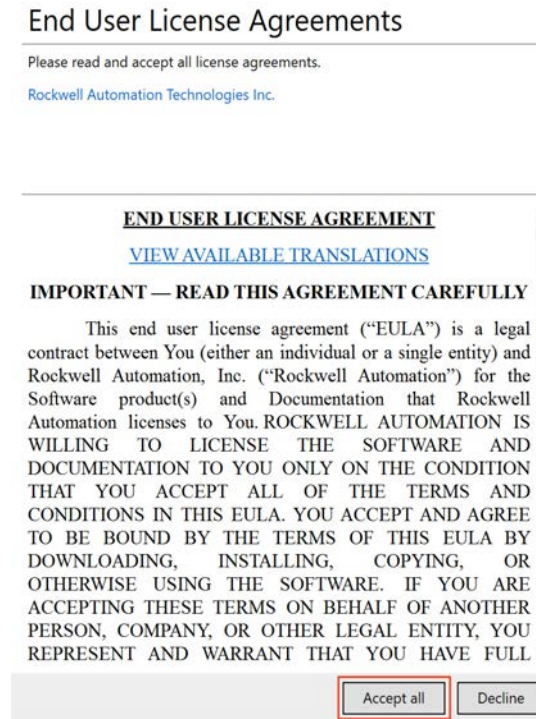 End User License Agreements
Please read and accept all license agreements.
Rockwell Automation Technologies Inc.
END USER LICENSE AGREEMENT
VIEW AVAILABLE TRANSLATIONS
IMPORTANT — READ THIS AGREEMENT CAREFULLY
This end user license agreement (“EULA”) is a legal
contract between You (either an individual or a single entity) and
Rockwell Automation, Inc. (“Rockwell Automation”) for the
Software product(s) and Documentation that Rockwell
Automation licenses to You. ROCKWELL AUTOMATION IS
WILLING TO LICENSE THE SOFTWARE AND
DOCUMENTATION TO YOU ONLY ON THE CONDITION
THAT YOU ACCEPT ALL OF THE TERMS AND
CONDITIONS IN THIS EULA. YOU ACCEPT AND AGREE
TO BE BOUND BY THE TERMS OF THIS EULA BY
DOWNLOADING, INSTALLING, COPYING, OR
OTHERWISE USING THE SOFTWARE. IF YOU ARE
ACCEPTING THESE TERMS ON BEHALF OF ANOTHER
PERSON, COMPANY, OR OTHER LEGAL ENTITY, YOU
REPRESENT AND WARRANT THAT YOU HAVE FULL
Accept all Decline